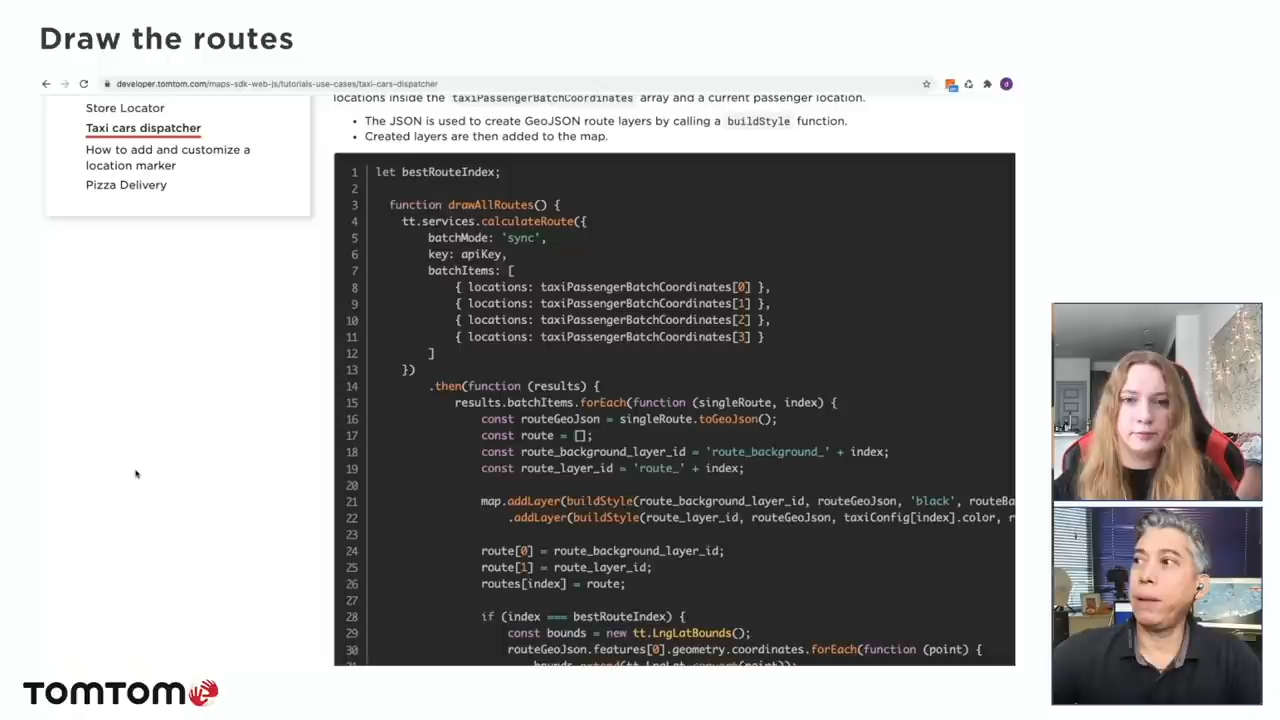 Draw the routes
developer.tomtom.com/maps-sdk-web-js/tutorials-use-cases/taxi-cars-dispatcher
Store Locator
Taxi cars dispatcher
How to add and customize a
location marker
Pizza Delivery
locations inside the taxiPassengerBatchCoordinates array and a current passenger location.
• The JSON is used to create GeoJSON route layers by calling a buildStyle function.
• Created layers are then added to the map.
1 let bestRouteIndex;
2
3 function drawAllRoutes() {
4 tt.services.calculateRoute({
5 batchMode: 'sync',
6 key: apiKey,
7 batchItems: [
8 { locations: taxiPassengerBatchCoordinates[0] },
9 { locations: taxiPassengerBatchCoordinates[1] },
10 { locations: taxiPassengerBatchCoordinates[2] },
11 { locations: taxiPassengerBatchCoordinates[3] }
12 ]
13 })
14 .then(function (results) {
15 results.batchItems.forEach(function (singleRoute, index) {
16 const routeGeoJson = singleRoute.toGeoJson();
17 const route = [];
18 const route_background_layer_id = 'route_background_' + index;
19 const route_layer_id = 'route_' + index;
20
21 map.addLayer(buildStyle(route_background_layer_id, routeGeoJson, 'black', routeBa
22 .addLayer(buildStyle(route_layer_id, routeGeoJson, taxiConfig[index].color, r
23
24 route[0] = route_background_layer_id;
25 route[1] = route_layer_id;
26 routes[index] = route;
27
28 if (index === bestRouteIndex) {
29 const bounds = new tt.LngLatBounds();
30 routeGeoJson.features[0].geometry.coordinates.forEach(function (point) {
31 bounds.extend(tt.LngLat.convert(point));
TOMTOM